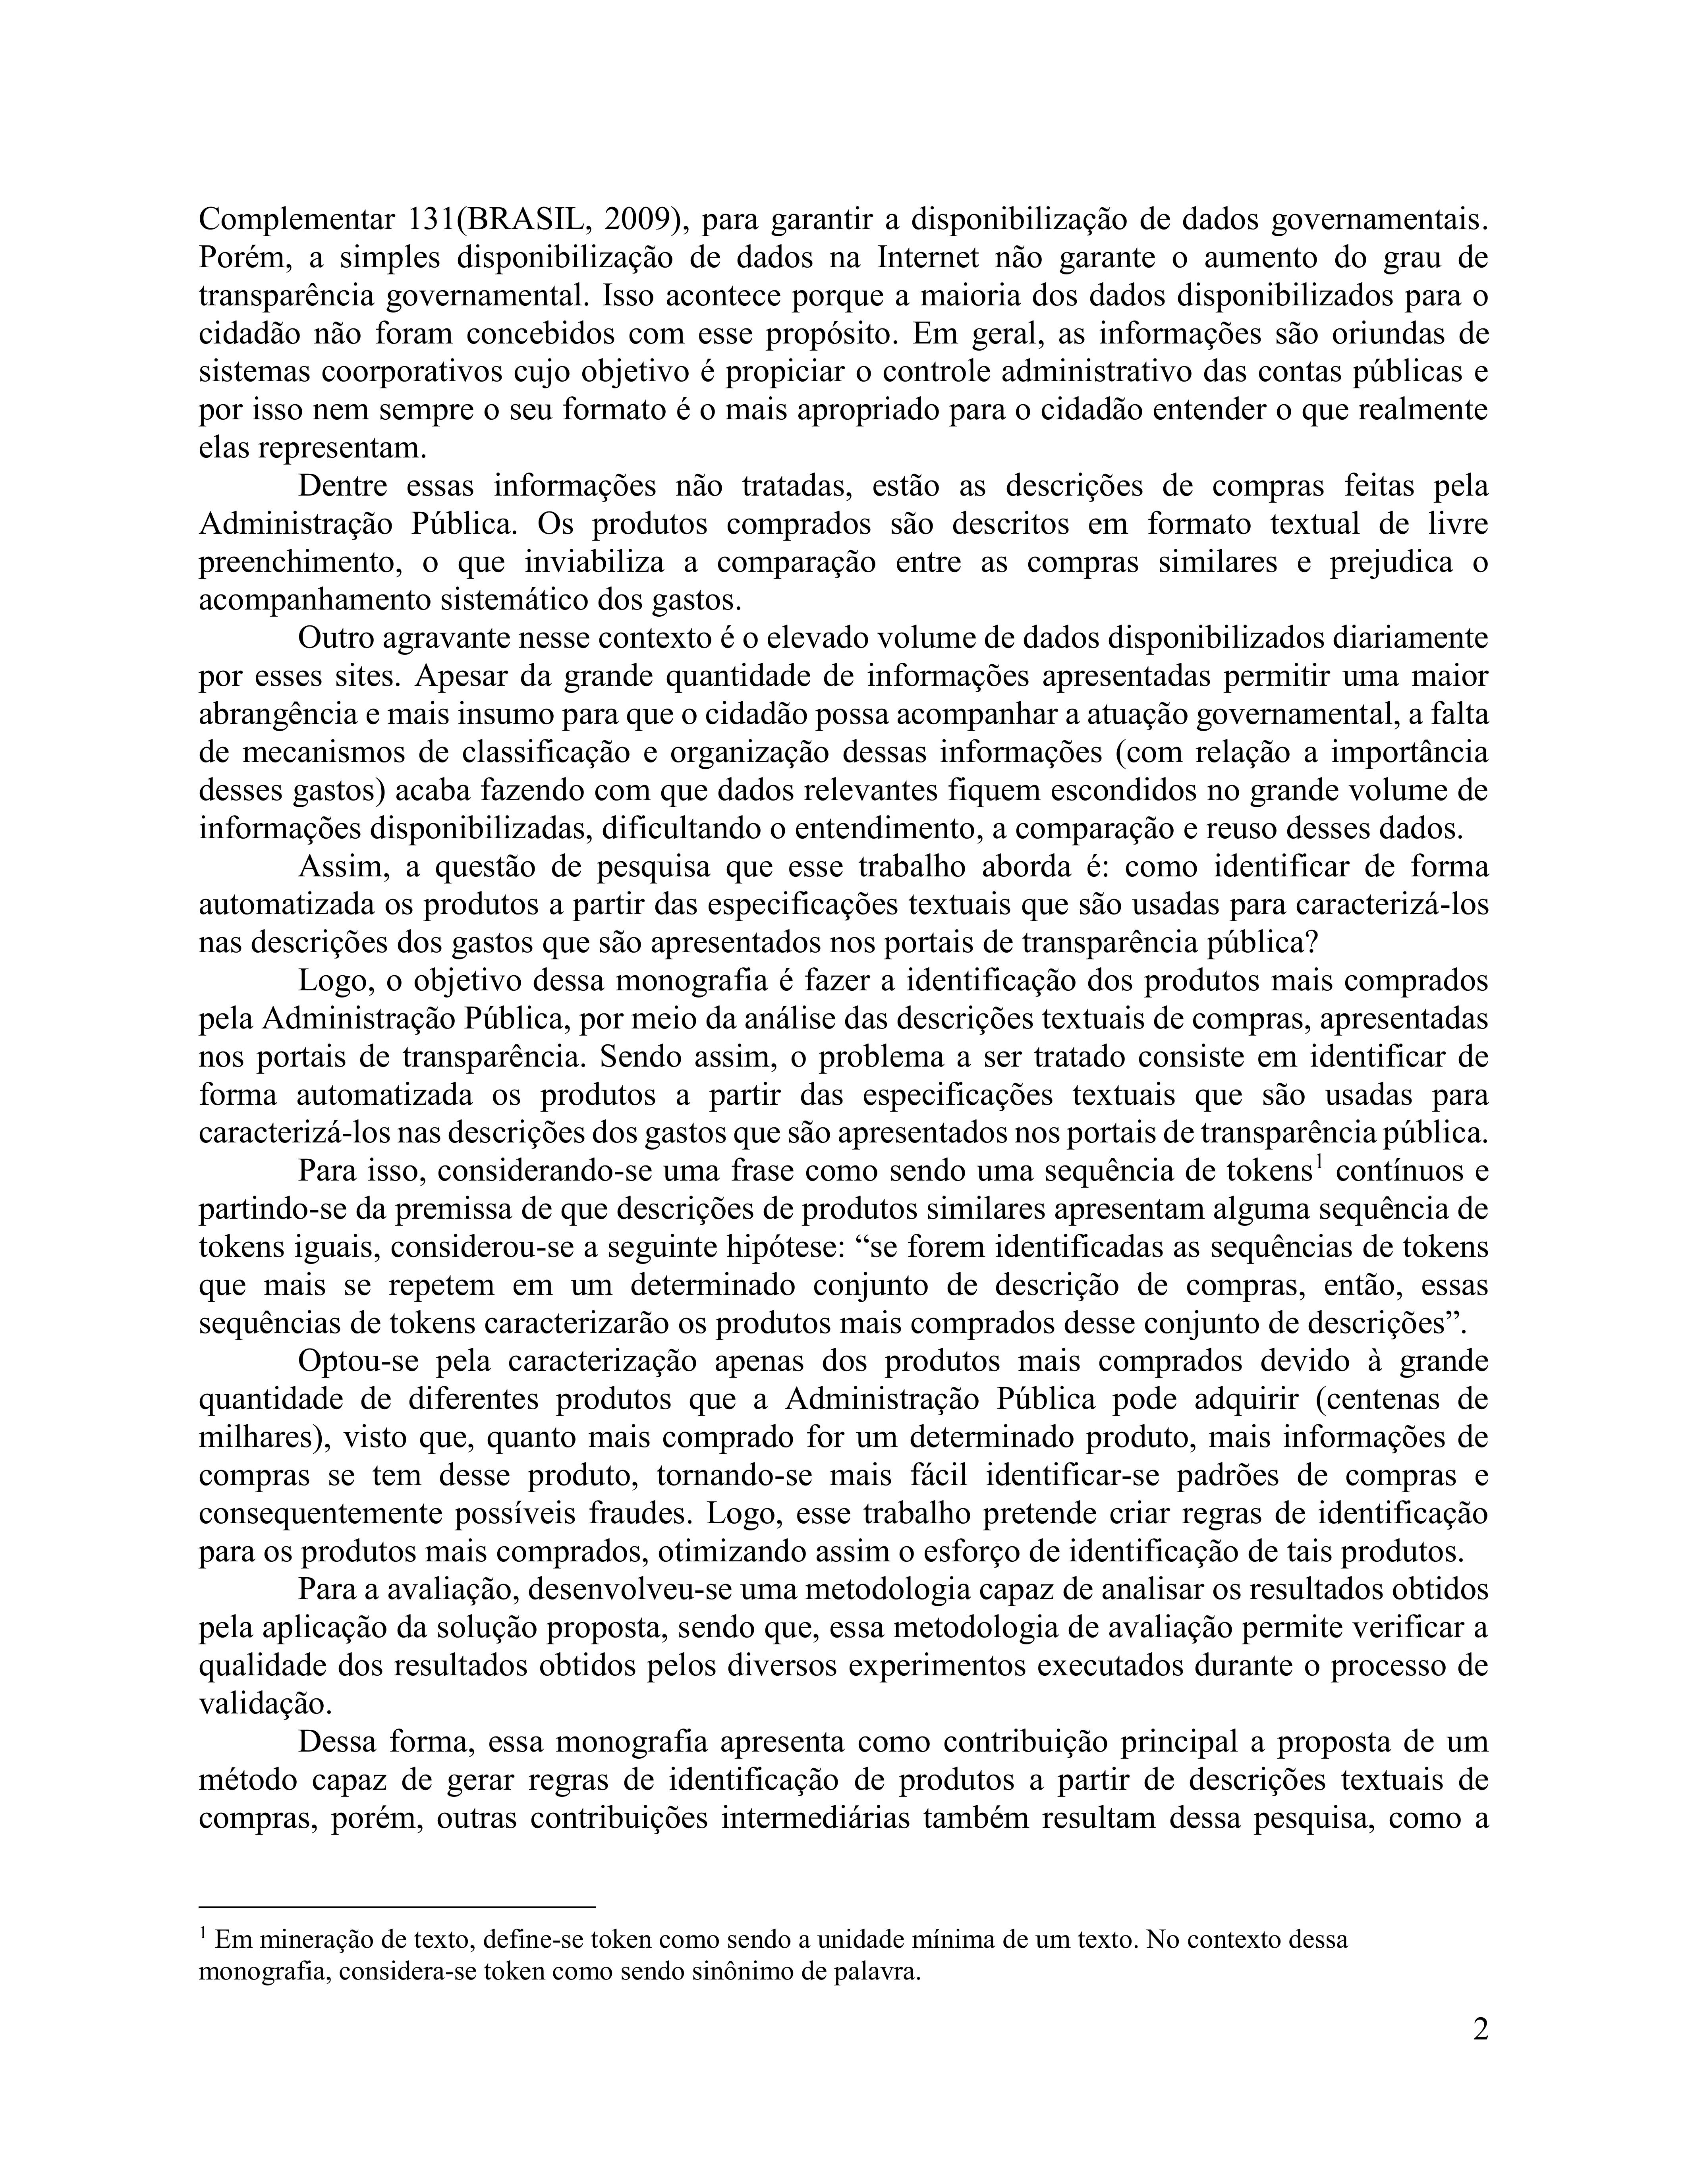 Complementar 131(BRASIL, 2009), para garantir a disponibilização de dados governamentais.
Porém, a simples disponibilização de dados na Internet não garante o aumento do grau de
transparência governamental. Isso acontece porque a maioria dos dados disponibilizados para o
cidadão não foram concebidos com esse propósito. Em geral, as informações são oriundas de
sistemas coorporativos cujo objetivo é propiciar o controle administrativo das contas públicas e
por isso nem sempre o seu formato é o mais apropriado para o cidadão entender o que realmente
elas representam.
Dentre essas informações não tratadas, estão as descrições de compras feitas pela
Administração Pública. Os produtos comprados são descritos em formato textual de livre
preenchimento, o que inviabiliza a comparação entre as compras similares e prejudica o
acompanhamento sistemático dos gastos.
Outro agravante nesse contexto é o elevado volume de dados disponibilizados diariamente
por esses sites. Apesar da grande quantidade de informações apresentadas permitir uma maior
abrangência e mais insumo para que o cidadão possa acompanhar a atuação governamental, a falta
de mecanismos de classificação e organização dessas informações (com relação a importância
desses gastos) acaba fazendo com que dados relevantes fiquem escondidos no grande volume de
informações disponibilizadas, dificultando o entendimento, a comparação e reuso desses dados.
Assim, a questão de pesquisa que esse trabalho aborda é: como identificar de forma
automatizada os produtos a partir das especificações textuais que são usadas para caracterizá-los
nas descrições dos gastos que são apresentados nos portais de transparência pública?
Logo, o objetivo dessa monografia é fazer a identificação dos produtos mais comprados
pela Administração Pública, por meio da análise das descrições textuais de compras, apresentadas
nos portais de transparência. Sendo assim, o problema a ser tratado consiste em identificar de
forma automatizada os produtos a partir das especificações textuais que são usadas para
caracterizá-los nas descrições dos gastos que são apresentados nos portais de transparência pública.
Para isso, considerando-se uma frase como sendo uma sequência de tokens¹ contínuos e
partindo-se da premissa de que descrições de produtos similares apresentam alguma sequência de
tokens iguais, considerou-se a seguinte hipótese: “se forem identificadas as sequências de tokens
que mais se repetem em um determinado conjunto de descrição de compras, então, essas
sequências de tokens caracterizarão os produtos mais comprados desse conjunto de descrições”.
Optou-se pela caracterização apenas dos produtos mais comprados devido à grande
quantidade de diferentes produtos que a Administração Pública pode adquirir (centenas de
milhares), visto que, quanto mais comprado for um determinado produto, mais informações de
compras se tem desse produto, tornando-se mais fácil identificar-se padrões de compras e
consequentemente possíveis fraudes. Logo, esse trabalho pretende criar regras de identificação
para os produtos mais comprados, otimizando assim o esforço de identificação de tais produtos.
Para a avaliação, desenvolveu-se uma metodologia capaz de analisar os resultados obtidos
pela aplicação da solução proposta, sendo que, essa metodologia de avaliação permite verificar a
qualidade dos resultados obtidos pelos diversos experimentos executados durante o processo de
validação.
Dessa forma, essa monografia apresenta como contribuição principal a proposta de um
método capaz de gerar regras de identificação de produtos a partir de descrições textuais de
compras, porém, outras contribuições intermediárias também resultam dessa pesquisa, como a
¹ Em mineração de texto, define-se token como sendo a unidade mínima de um texto. No contexto dessa
monografia, considera-se token como sendo sinônimo de palavra.
2